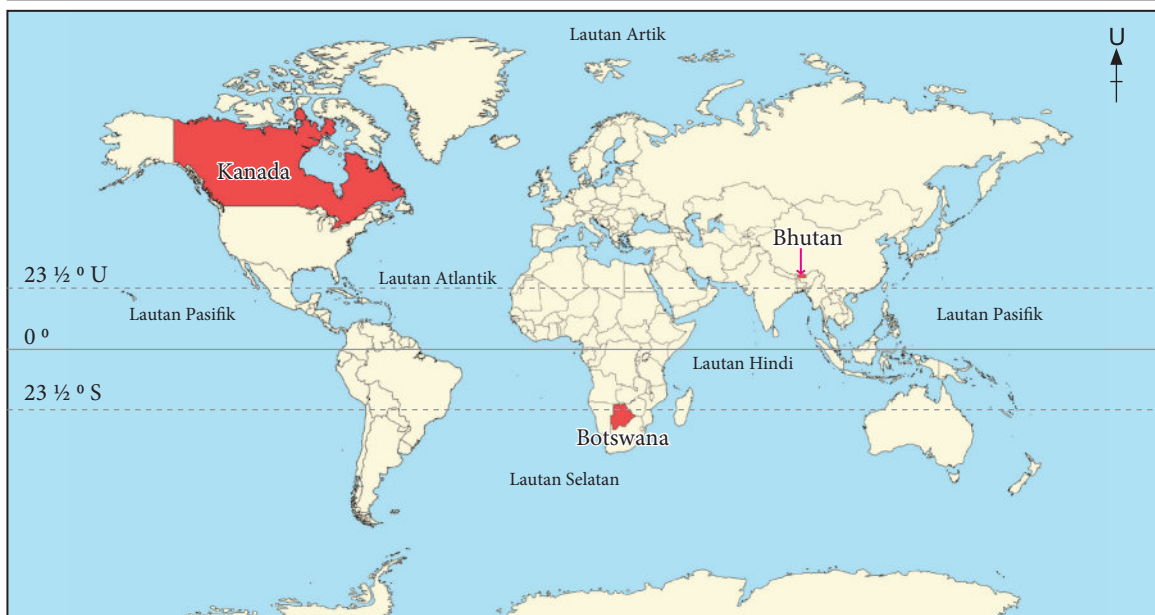 Lautan Artik
U
Kanada
Bhutan
23 ½ º U
Lautan Atlantik
Lautan Pasifik
Lautan Pasifik
0 º
Lautan Hindi
23 ½ º S
Botswana
Lautan Selatan